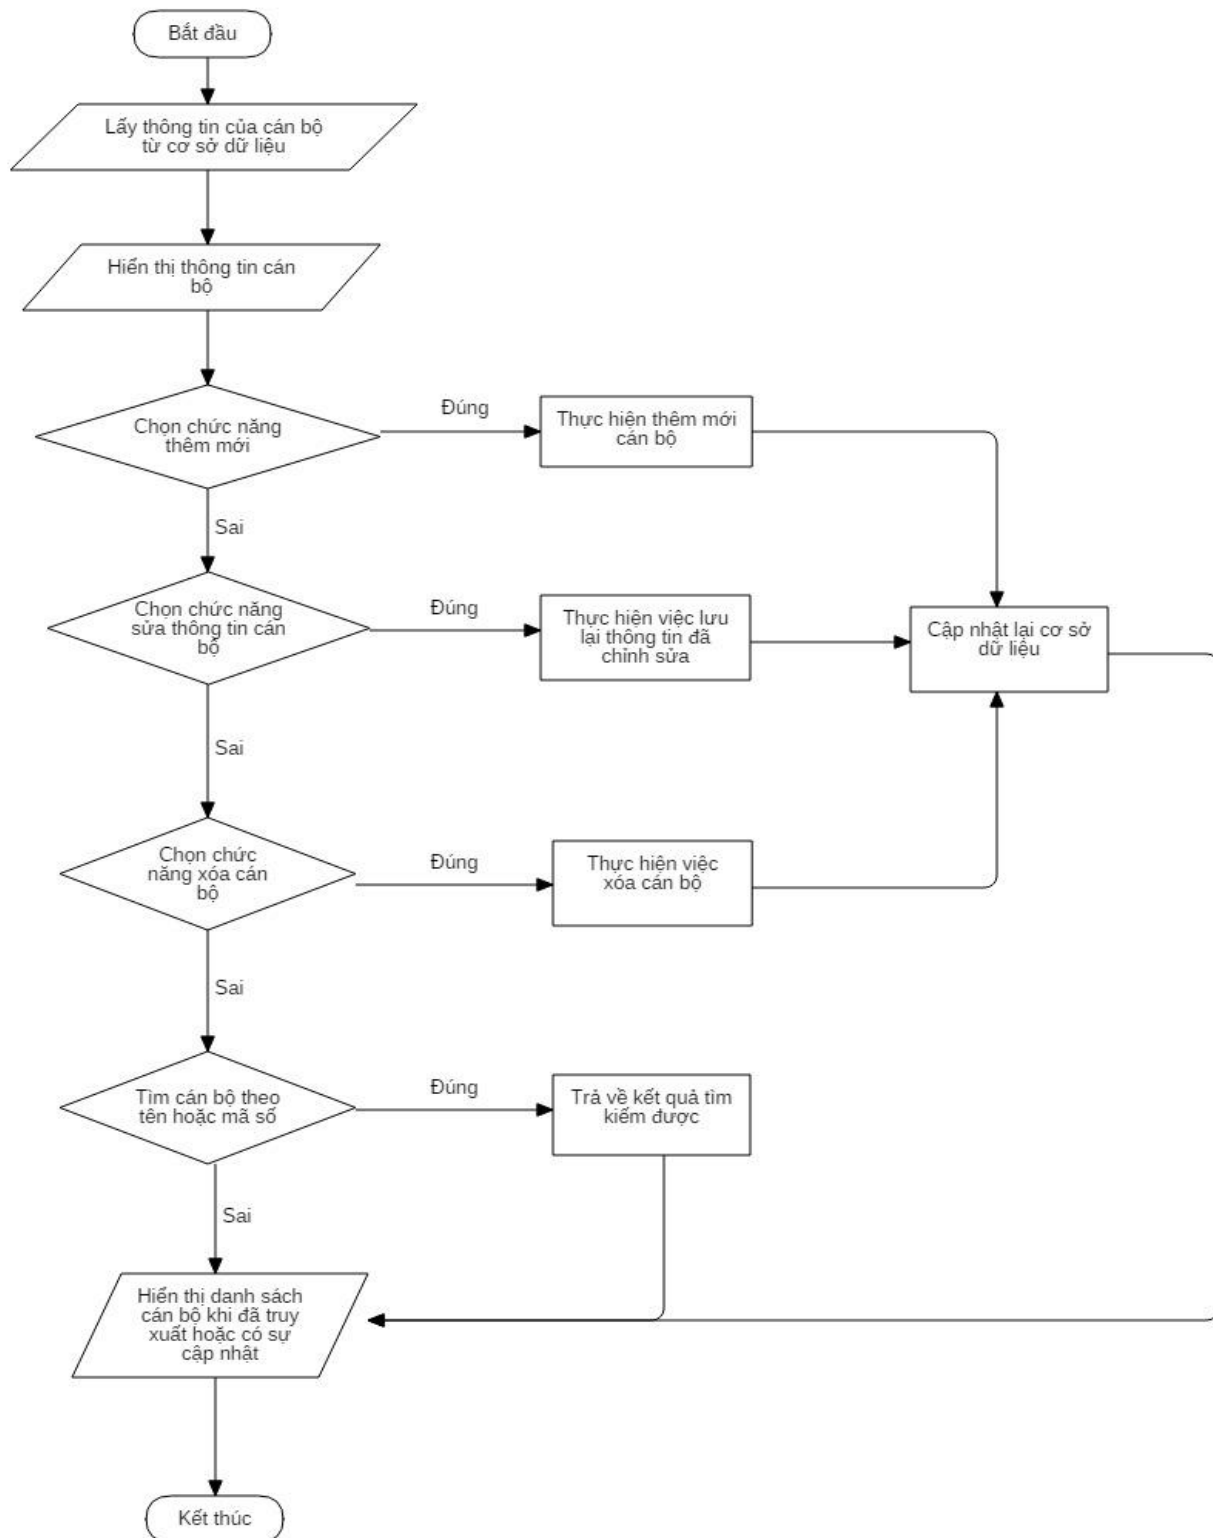 Bắt đầu
Lấy thông tin của cán bộ
từ cơ sở dữ liệu
Hiển thị thông tin cán
bộ
Chọn chức năng
thêm mới
Đúng
Thực hiện thêm mới
cán bộ
Sai
Chọn chức năng
sửa thông tin cán
bộ
Đúng
Thực hiện việc lưu
lại thông tin đã
chỉnh sửa
Cập nhật lại cơ sở
dữ liệu
Sai
Chọn chức
năng xóa cán
bộ
Đúng
Thực hiện việc
xóa cán bộ
Sai
Tìm cán bộ theo
tên hoặc mã số
Đúng
Trả về kết quả tìm
kiếm được
Sai
Hiển thị danh sách
cán bộ khi đã truy
xuất hoặc có sự
cập nhật
Kết thúc